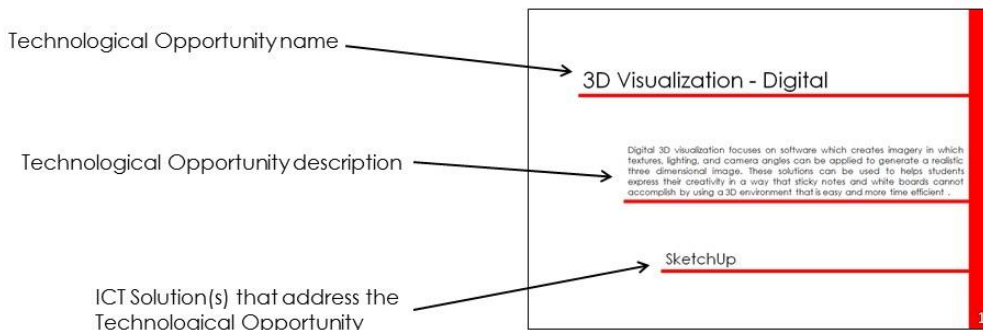 Technological Opportunity name
3D Visualization - Digital
Technological Opportunity description
Digital 3D visualization focuses on software which creates imagery in which
textures, lighting, and camera angles can be applied to generate a realistic
three dimensional image. These solutions can be used to helps students
express their creativity in a way that sticky notes and white boards cannot
accomplish by using a 3D environment that is easy and more time efficient .
SketchUp
ICT Solution(s) that address the
Technological Opportunity
1